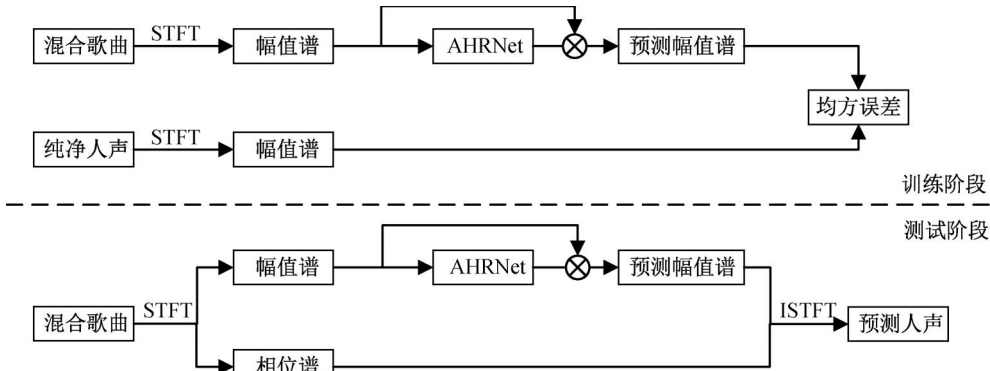 混合歌曲 STFT 幅值谱 AHRNet 预测幅值谱
均方误差
纯净人声 STFT 幅值谱
训练阶段
测试阶段
幅值谱 AHRNet 预测幅值谱
混合歌曲 STFT ISTFT 预测人声
相位谱